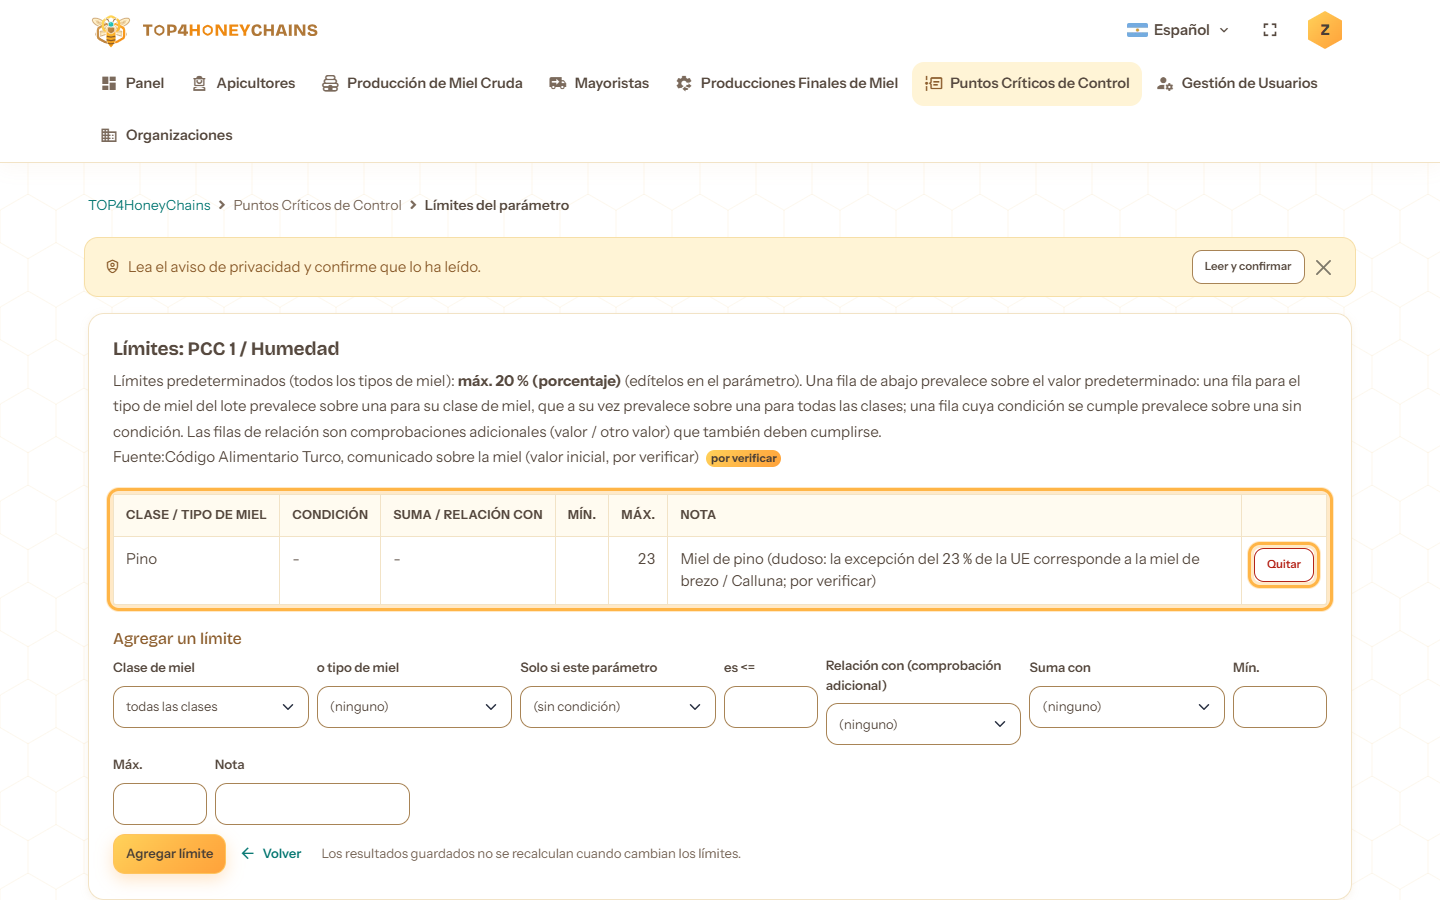 TOP4HONEYCHAINS
Español
Z
Panel
Apicultores
Producción de Miel Cruda
Mayoristas
Producciones Finales de Miel
Puntos Críticos de Control
Gestión de Usuarios
Organizaciones
TOP4HoneyChains > Puntos Críticos de Control > Límites del parámetro
Lea el aviso de privacidad y confirme que lo ha leído.
Leer y confirmar
Límites: PCC 1 / Humedad
Límites predeterminados (todos los tipos de miel): máx. 20 % (porcentaje) (edítelos en el parámetro). Una fila de abajo prevalece sobre el valor predeterminado: una fila para el
tipo de miel del lote prevalece sobre una para su clase de miel, que a su vez prevalece sobre una para todas las clases; una fila cuya condición se cumple prevalece sobre una sin
condición. Las filas de relación son comprobaciones adicionales (valor / otro valor) que también deben cumplirse.
Fuente:Código Alimentario Turco, comunicado sobre la miel (valor inicial, por verificar) por verificar
CLASE / TIPO DE MIEL CONDICIÓN SUMA / RELACIÓN CON MÍN. MÁX. NOTA
Pino - - 23 Miel de pino (dudoso: la excepción del 23 % de la UE corresponde a la miel de
brezo / Calluna; por verificar)
Quitar
Agregar un límite
Clase de miel
todas las clases
o tipo de miel
(ninguno)
Solo si este parámetro
(sin condición)
es <=
Relación con (comprobación
adicional)
(ninguno)
Suma con
(ninguno)
Mín.
Máx.
Nota
Agregar límite
Volver
Los resultados guardados no se recalculan cuando cambian los límites.